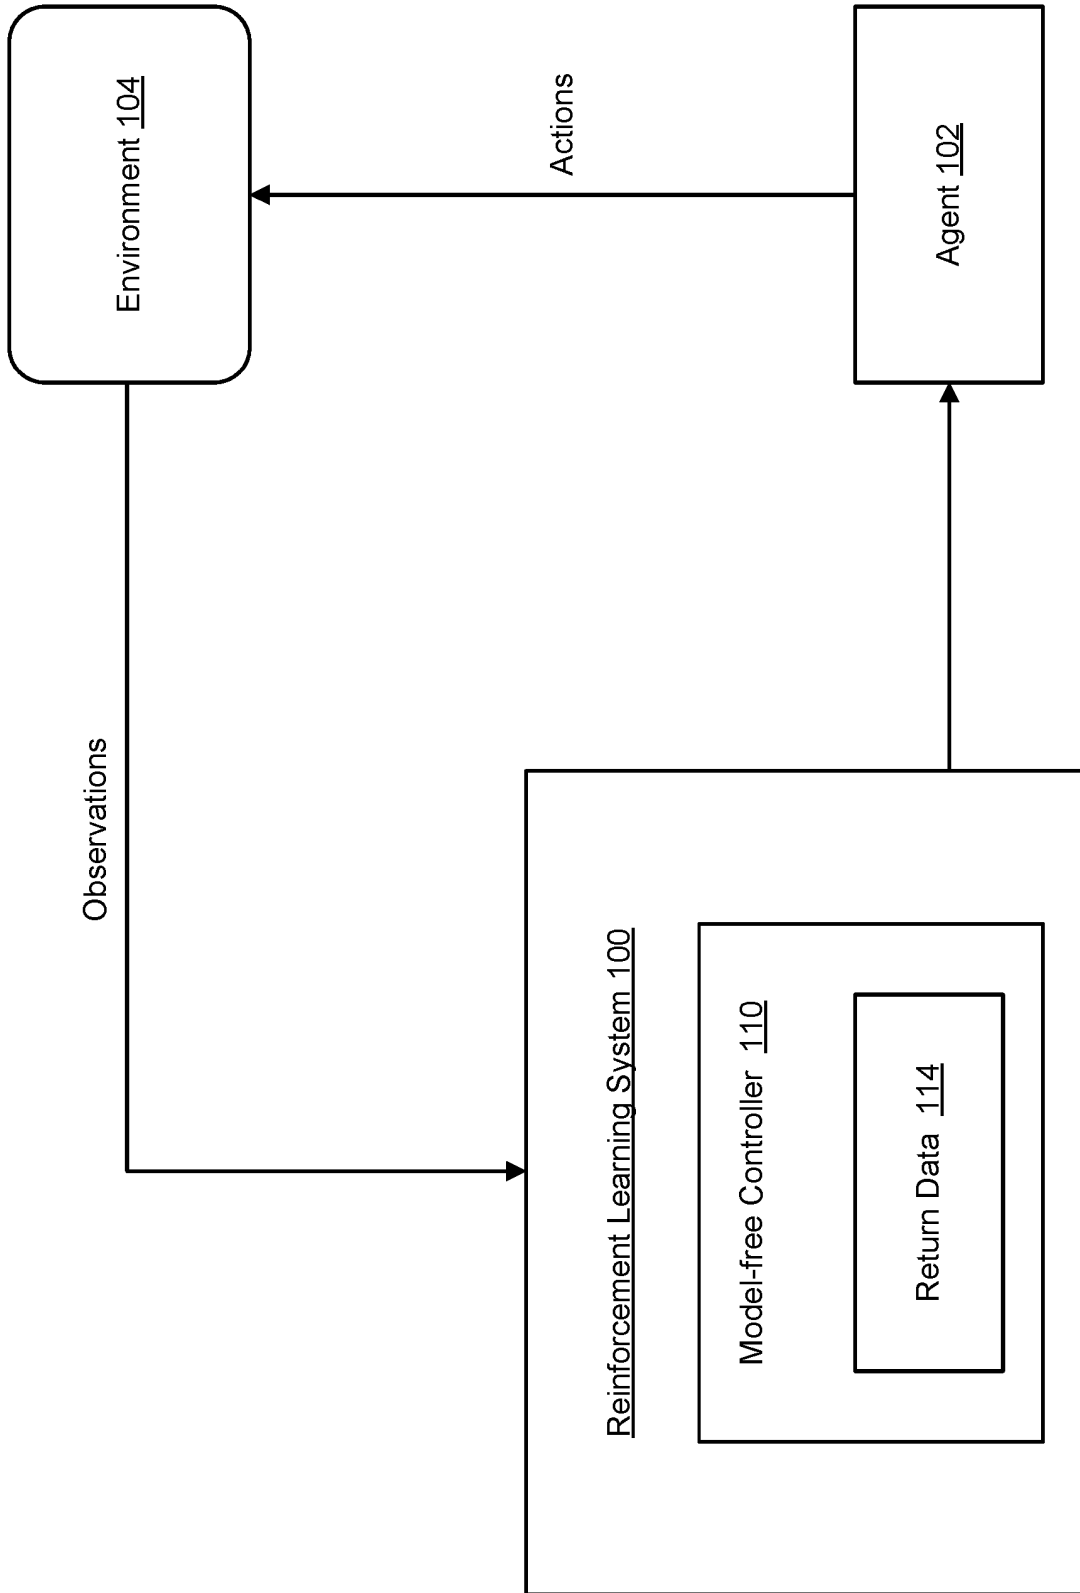 Observations
Environment 104
Actions
Reinforcement Learning System 100
Model-free Controller 110
Return Data 114
Agent 102